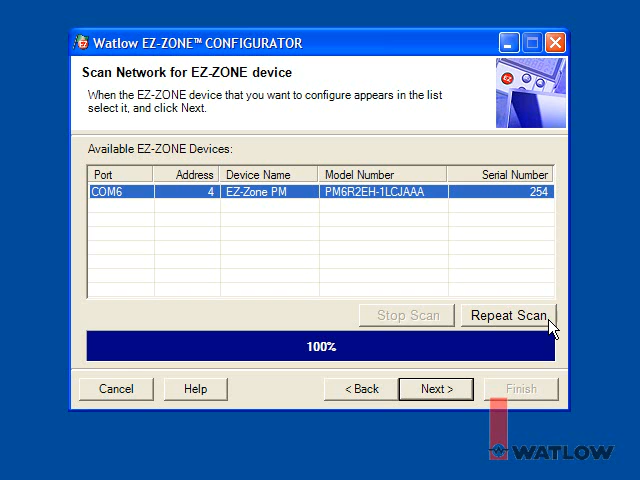 Watlow EZ-ZONE™ CONFIGURATOR
Scan Network for EZ-ZONE device
When the EZ-ZONE device that you want to configure appears in the list
select it, and click Next.
Available EZ-ZONE Devices:
Port Address Device Name Model Number Serial Number
COM6 4 EZ-Zone PM PM6R2EH-1LCJAAA 254
Stop Scan Repeat Scan
100%
Cancel Help < Back Next > Finish
WATLOW